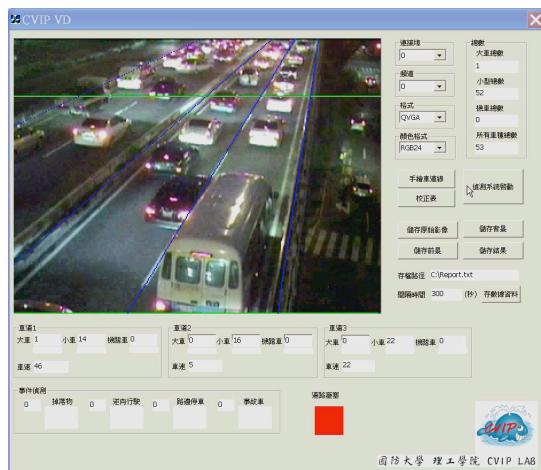 CVIP VD
連接埠
0
頻道
0
格式
QVGA
顏色格式
RGB24
總數
大車總數
1
小型總數
52
機車總數
0
所有車種總數
53
手繪車道線
校正表
偵測系統啟動
儲存原始影像
儲存背景
儲存前景
儲存結果
存檔路徑 C:\Report.txt
間隔時間 300 (秒) 存數據資料
車道1
大車 1 小車 14 機踏車 0
車速 46
車道2
大車 0 小車 16 機踏車 0
車速 5
車道3
大車 0 小車 22 機踏車 0
車速 22
事件偵測
0 掉落物 0 逆向行駛 0 路邊停車 0 事故車
道路壅塞
CVIP
國防大學 理工學院 CVIP LAB